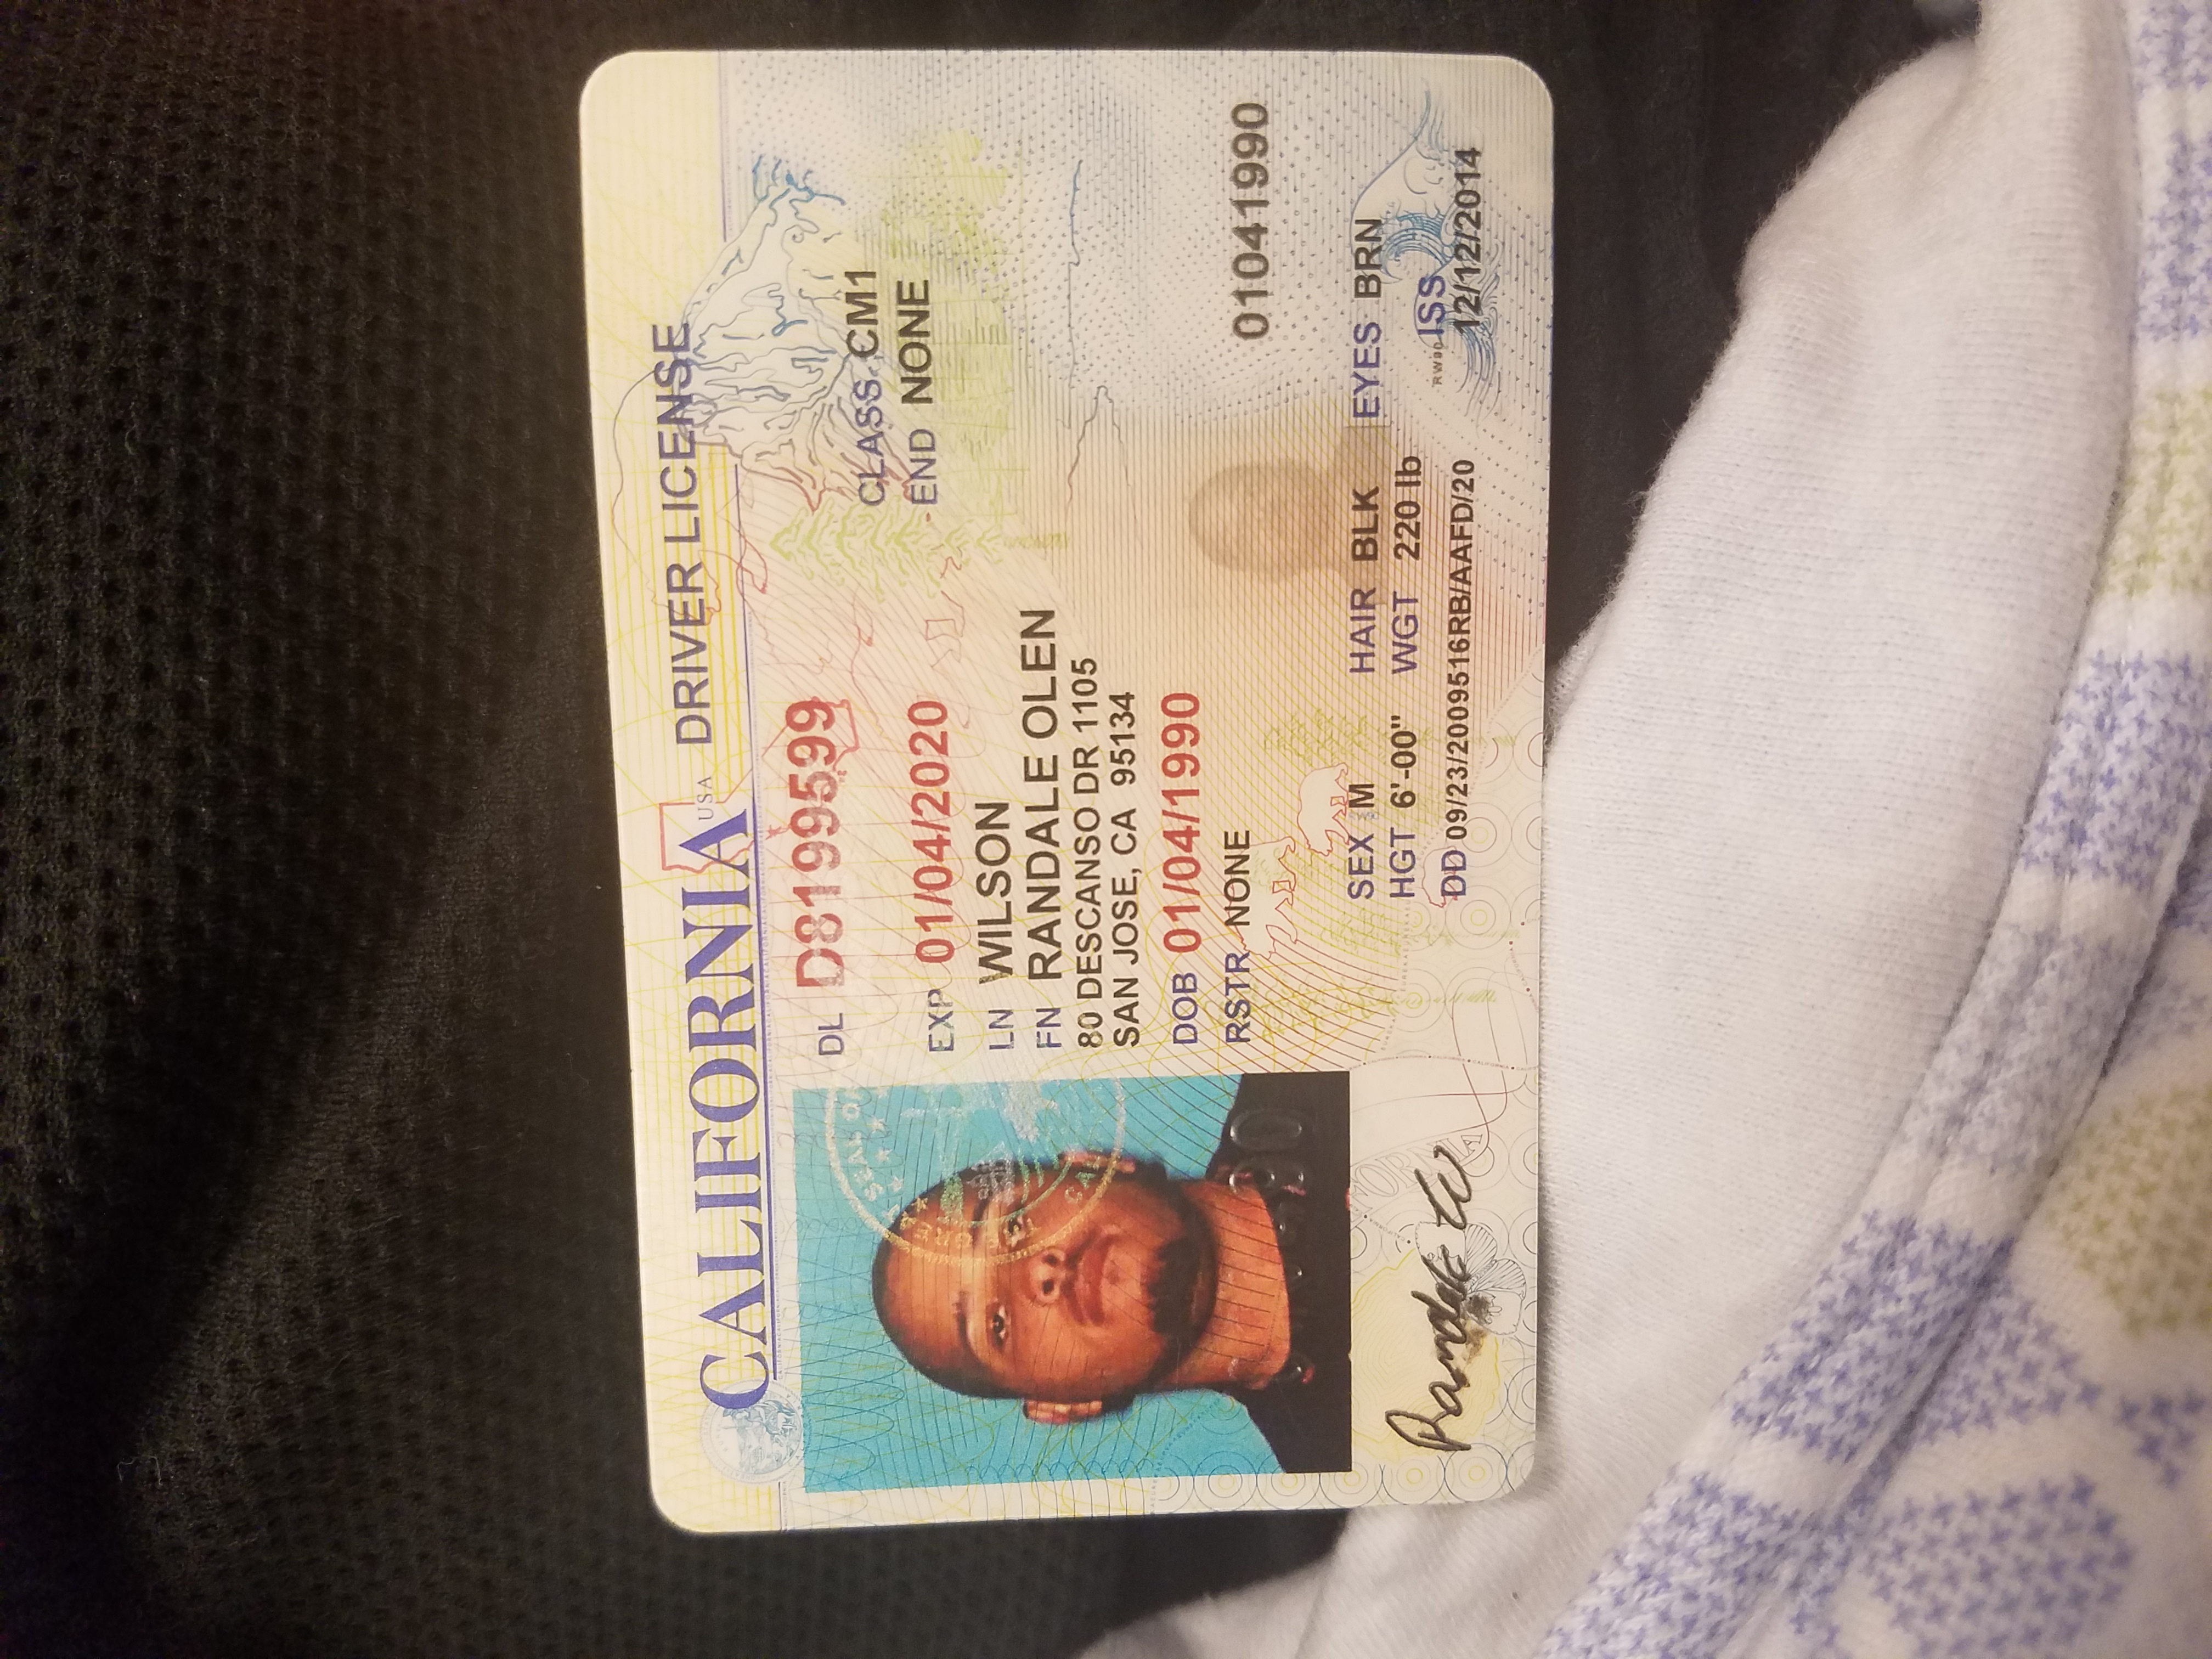 CALIFORNIA USA DRIVER LICENSE
DL D8199599
CLASS CM1
EXP 01/04/2020
END NONE
LN WILSON
FN RANDALE OLEN
80 DESCANSO DR 1105
SAN JOSE, CA 95134
DOB 01/04/1990
RSTR NONE
01041990
SEX M HAIR BLK EYES BRN
HGT 6'-00" WGT 220 lb
RW90 ISS
DD 09/23/2009516RB/AAFD/20 12/12/2014
Randale W
SEAL OF